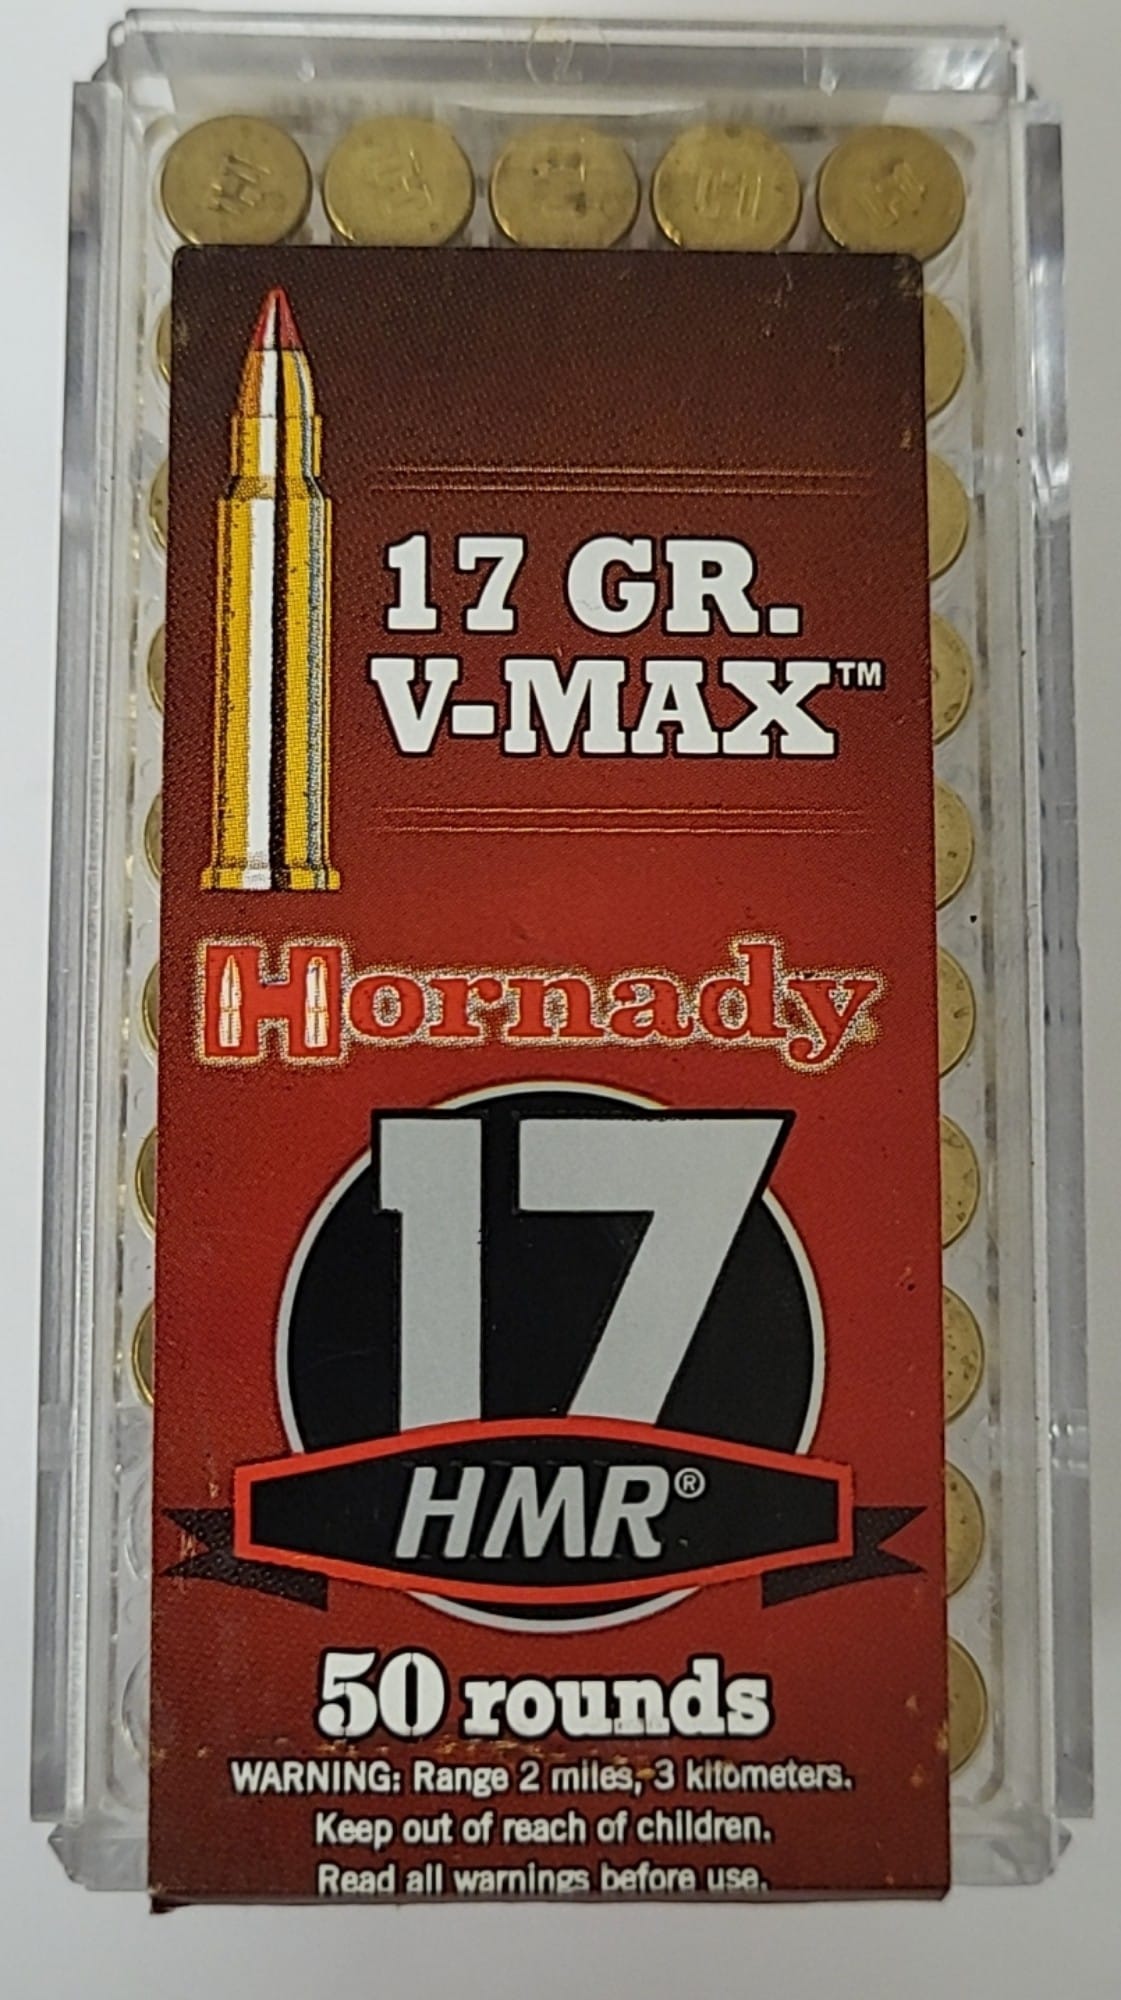 17 GR.
V-MAX™
Hornady
17
HMR®
50 rounds
WARNING: Range 2 miles, 3 kilometers.
Keep out of reach of children.
Read all warnings before use.